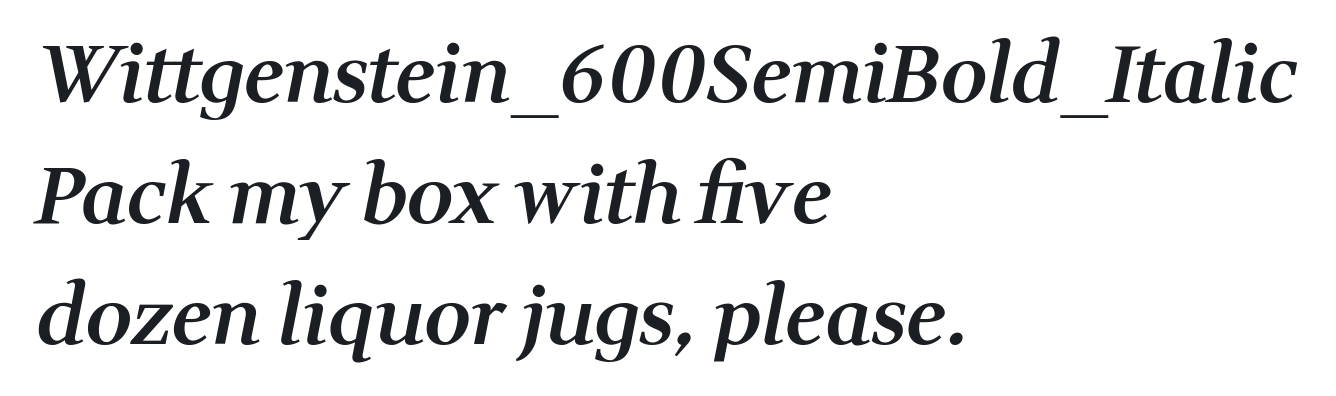 Wittgenstein_600SemiBold_Italic
Pack my box with five
dozen liquor jugs, please.